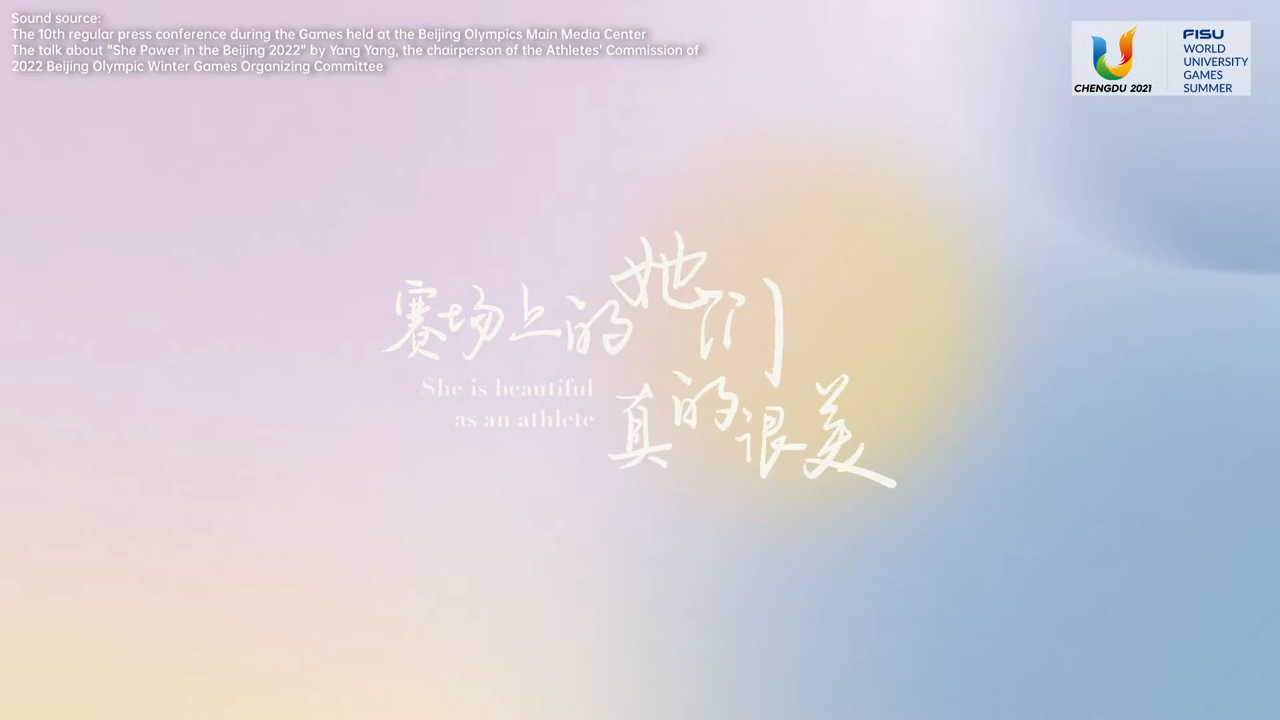 Sound source:
The 10th regular press conference during the Games held at the Beijing Olympics Main Media Center
The talk about "She Power in the Beijing 2022" by Yang Yang, the chairperson of the Athletes' Commission of
2022 Beijing Olympic Winter Games Organizing Committee
CHENGDU 2021
FISU
WORLD
UNIVERSITY
GAMES
SUMMER
赛场上的她们
真的很美
She is beautiful
as an athlete